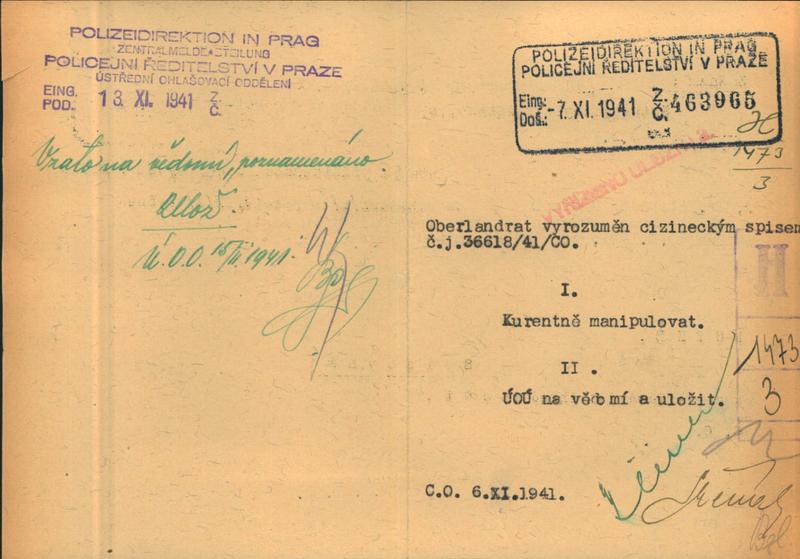 POLIZEIDIREKTION IN PRAG
ZENTRALMELDEABTEILUNG
POLICEJNÍ ŘEDITELSTVÍ V PRAZE
ÚSTŘEDNÍ OHLAŠOVACÍ ODDĚLENÍ
EING.
POD. 13 XI. 1941 Z./Č.
Vzato na vědomí, poznamenáno.
Ulož.
Ú.O.O. 15/11. 1941.
POLIZEIDIREKTION IN PRAG
POLICEJNÍ ŘEDITELSTVÍ V PRAZE
Eing.:
Doš.: -7. XI. 1941 Z./Č. 463965
H
1473
3
Oberlandrat vyrozuměn cizineckým spisem
č.j.36618/41/ČO.
I.
Kurentně manipulovat.
II .
ÚOÚ na vědomí a uložit.
H
1473
3
C.O. 6.XI.1941.